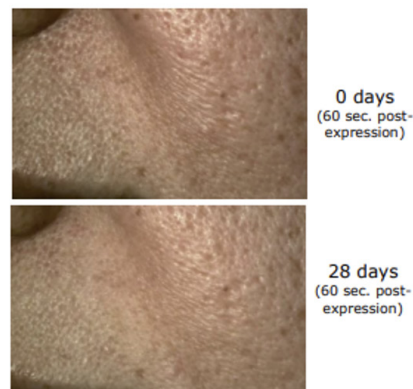 0 days
(60 sec. post-
expression)
28 days
(60 sec. post-
expression)